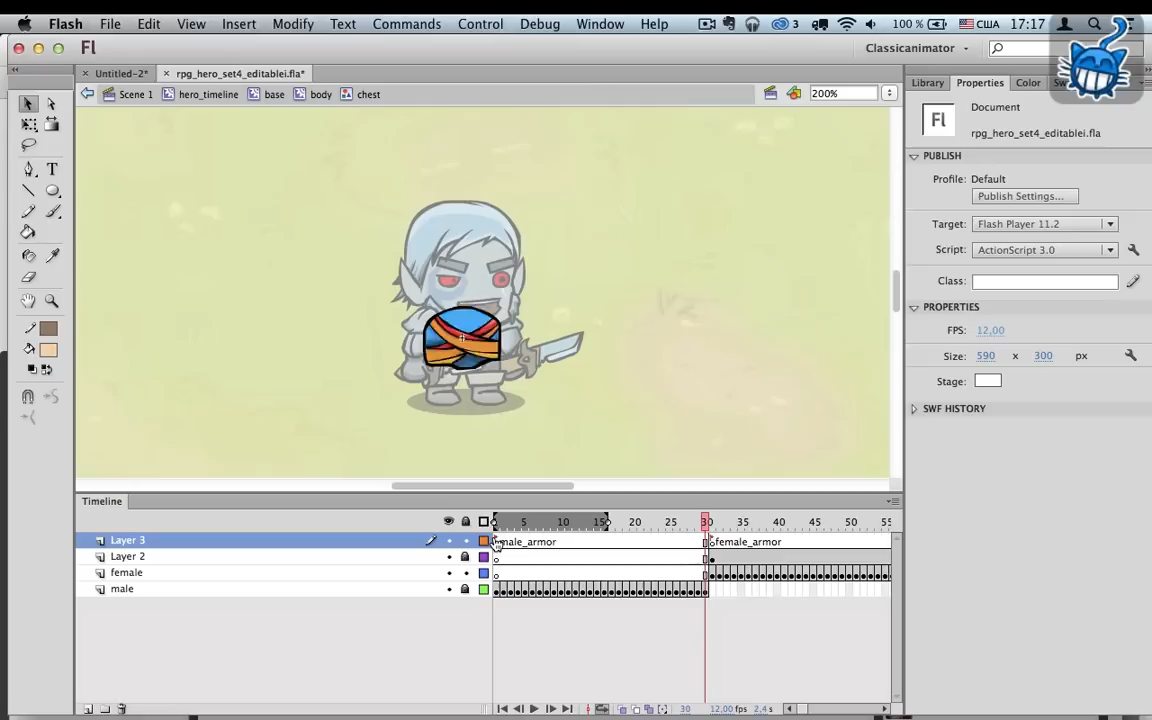 Flash File Edit View Insert Modify Text Commands Control Debug Window Help 3 100 % США 17:17
Fl Classicanimator
Untitled-2* rpg_hero_set4_editablei.fla*
Library Properties Color
Scene 1 hero_timeline base body chest 200%
Fl Document
rpg_hero_set4_editablei.fla
PUBLISH
Profile: Default
Publish Settings...
Target: Flash Player 11.2
Script: ActionScript 3.0
Class:
PROPERTIES
FPS: 12,00
Size: 590 x 300 px
Stage:
SWF HISTORY
Timeline
5 10 15 20 25 30 35 40 45 50 55
Layer 3 male_armor female_armor
Layer 2
female
male
30 12,00 fps 2,4 s